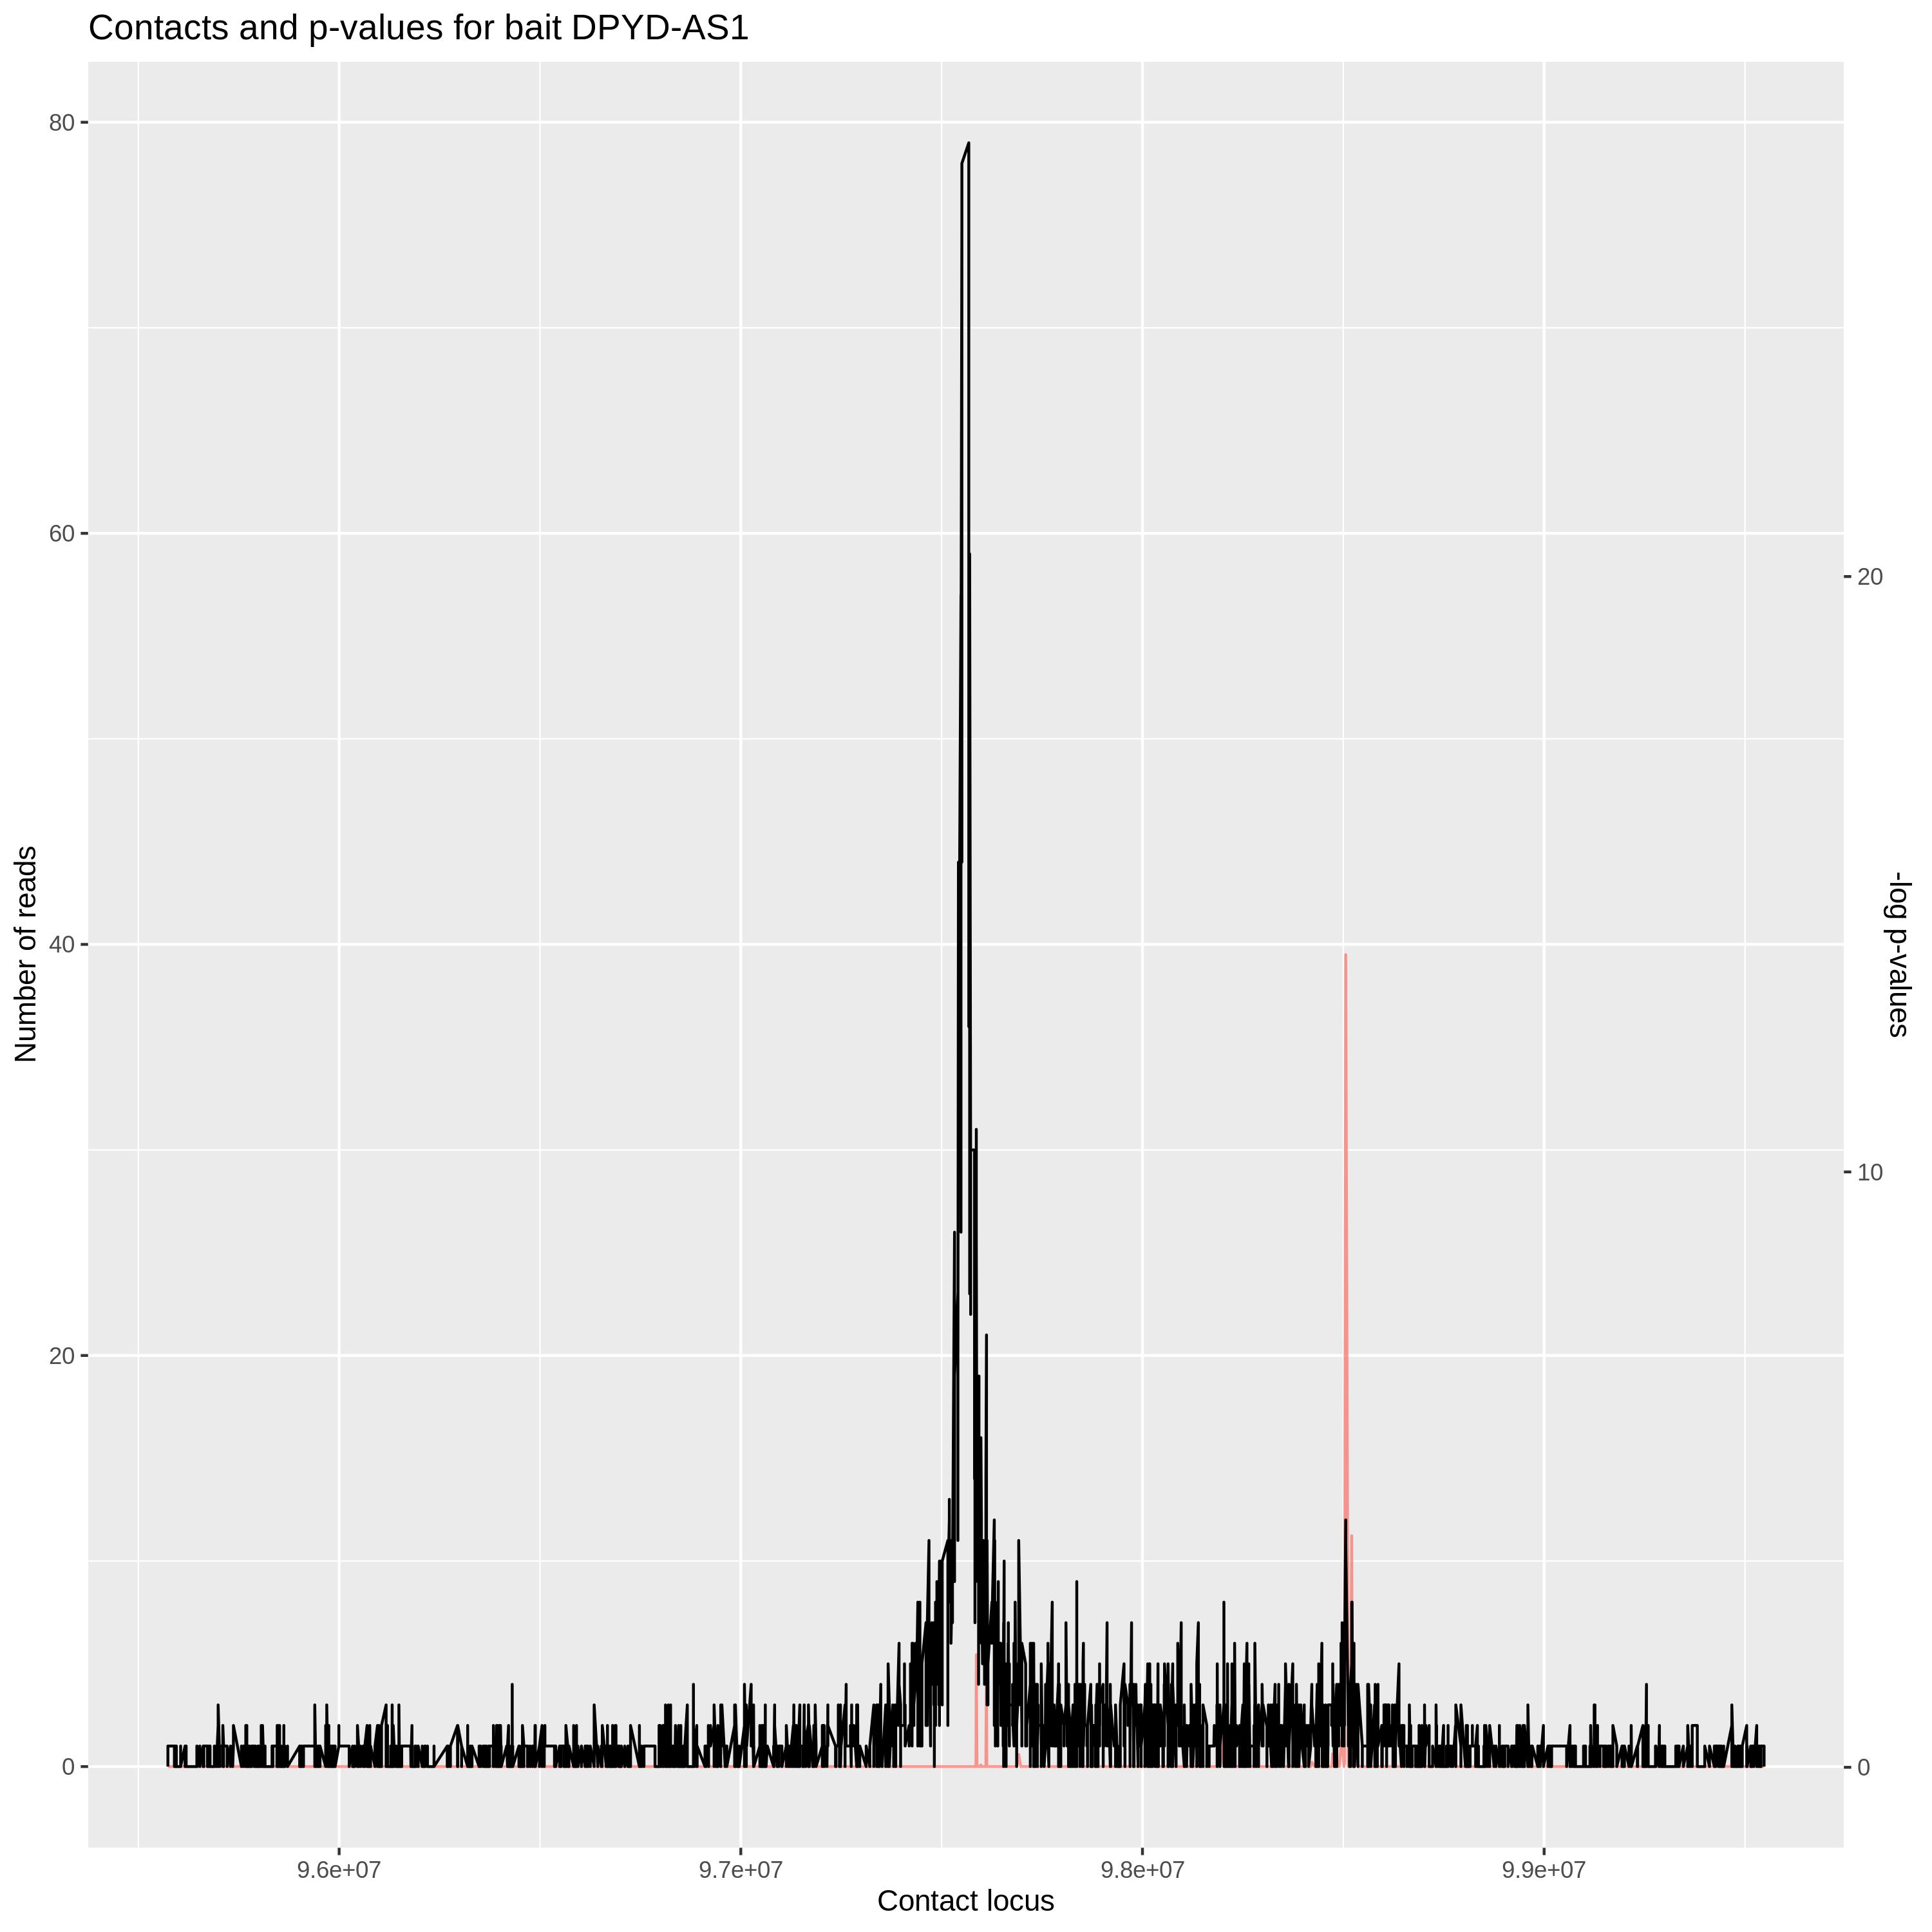 Contacts and p-values for bait DPYD-AS1
80
60
40
20
0
Number of reads
20
10
0
-log p-values
9.6e+07
9.7e+07
9.8e+07
9.9e+07
Contact locus